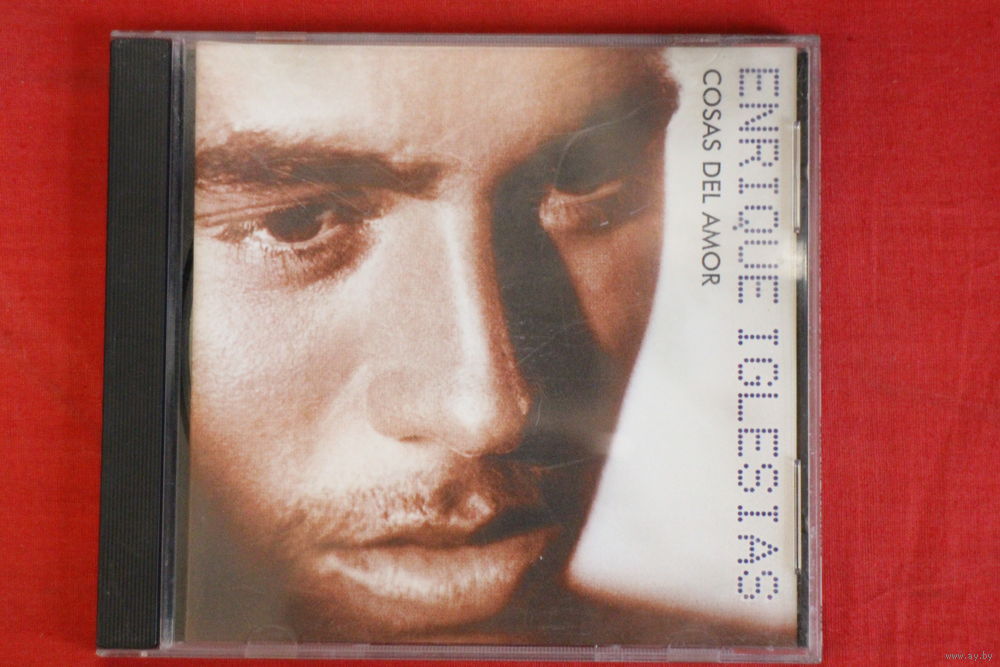 ENRIQUE IGLESIAS
COSAS DEL AMOR
www.ay.by